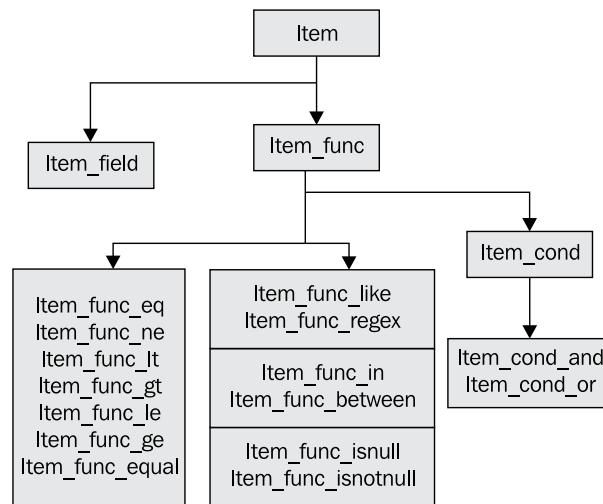 Item
Item_field
Item_func
Item_cond
Item_func_eq
Item_func_ne
Item_func_lt
Item_func_gt
Item_func_le
Item_func_ge
Item_func_equal
Item_func_like
Item_func_regex
Item_func_in
Item_func_between
Item_func_isnull
Item_func_isnotnull
Item_cond_and
Item_cond_or